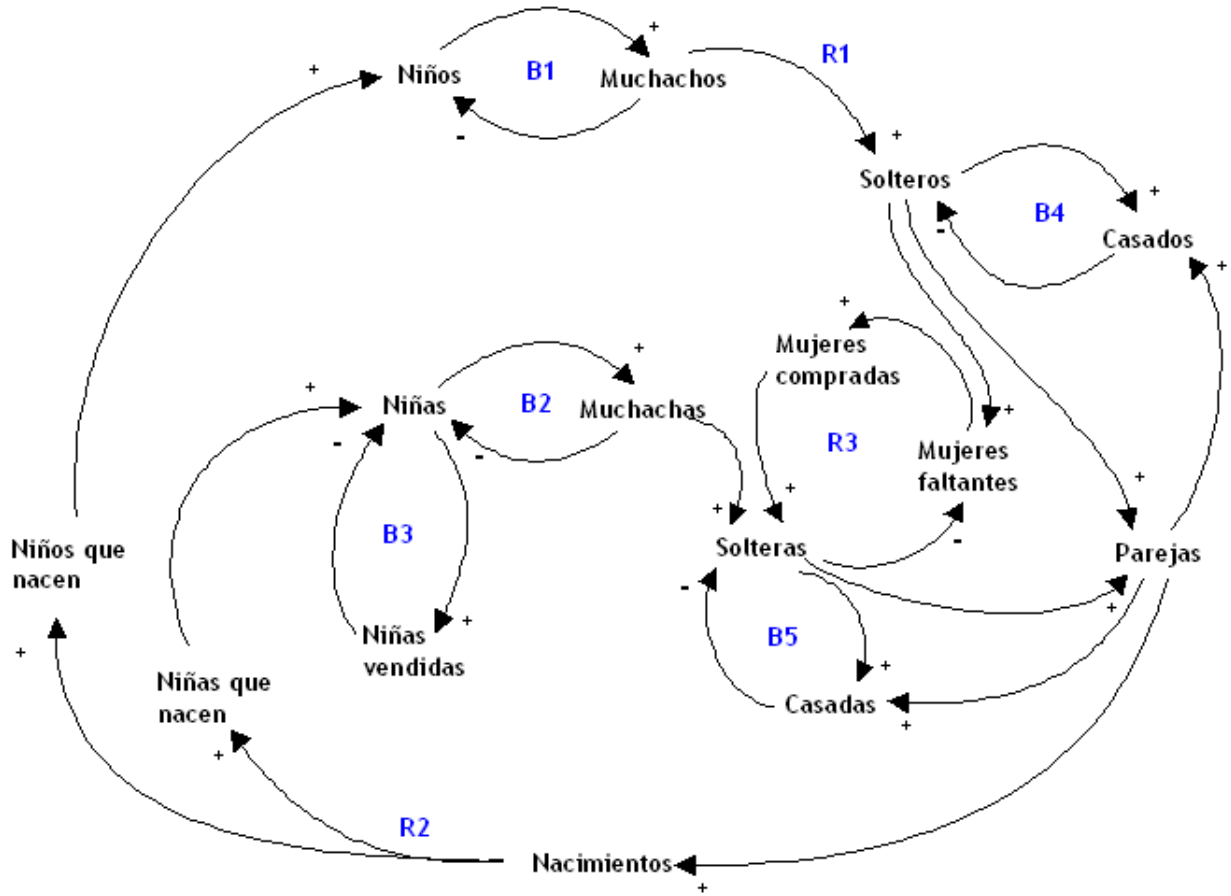 +
+
R1
Niños
B1
Muchachos
-
+
Solteros
+
B4
-
Casados
+
+
Mujeres
compradas
+
+
Niñas
B2
Muchachas
R3
+
-
-
Mujeres
faltantes
+
+
+
B3
Niños que
nacen
Solteras
-
Parejas
-
+
+
+
Niñas
vendidas
B5
+
Niñas que
nacen
Casadas
+
+
R2
Nacimientos
+